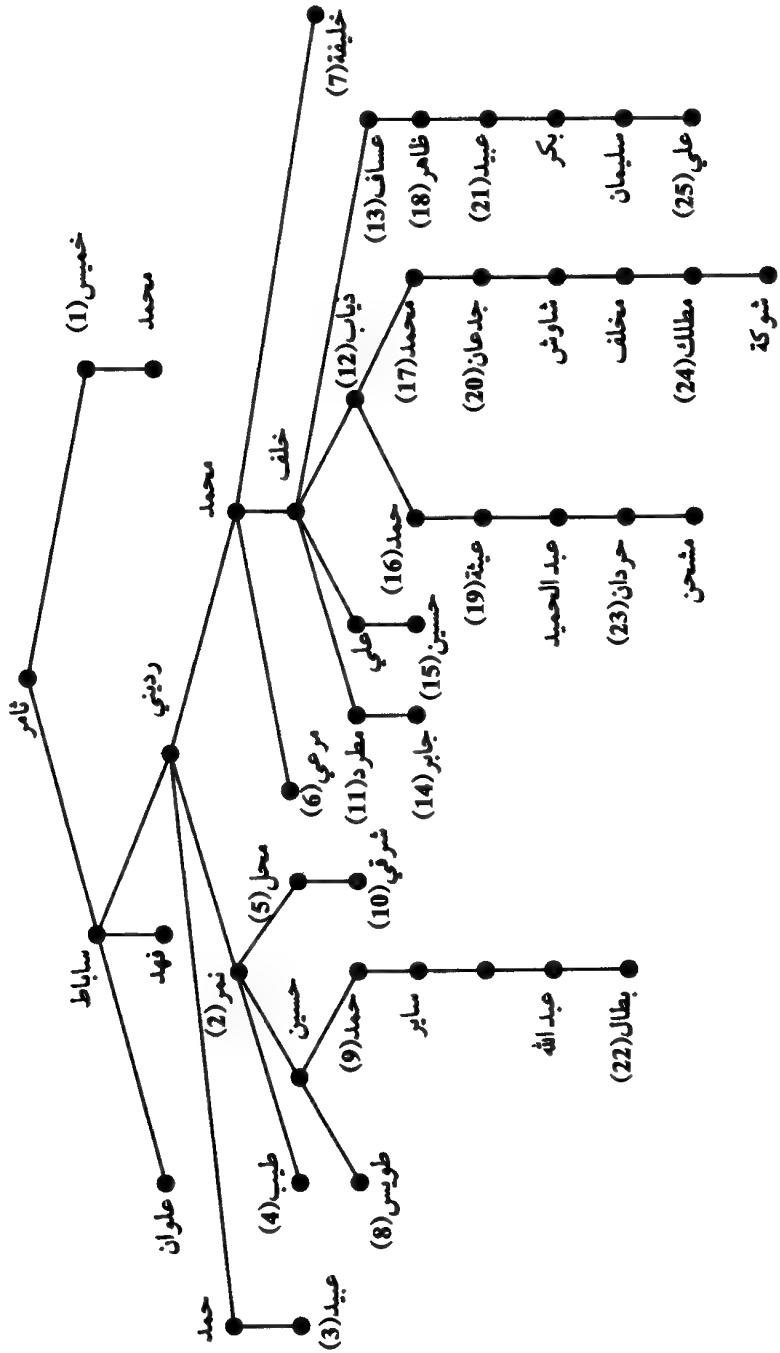 ثامر
خميس(1)
ساباط
محمد
علوان
فهد
رديني
حمد
نمر(2)
محمد
عبيد(3)
طيب(4)
حسين
محل(5)
مرعي(6)
خلف
خليفة(7)
طويس(8)
حمد(9)
شرقي(10)
مطرد(11)
علي
دياب(12)
عساف(13)
ساير
جابر(14)
حسين(15)
حمد(16)
محمد(17)
ظاهر(18)
عيثة(19)
جدعان(20)
عبيد(21)
عبد الله
عبد الحميد
شاوش
بكر
بطال(22)
حردان(23)
مخلف
سليمان
مشحن
مطلك(24)
علي(25)
شوكة